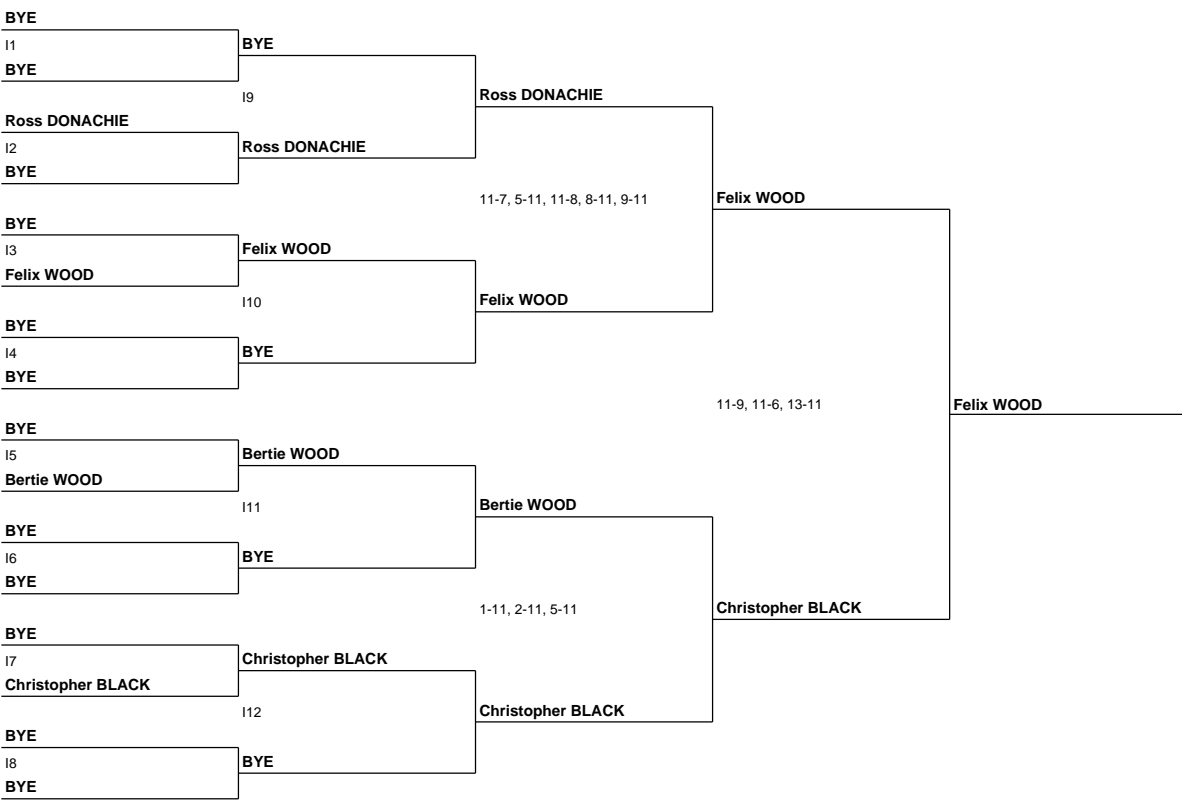 BYE
I1
BYE
BYE
I9
Ross DONACHIE
Ross DONACHIE
I2
Ross DONACHIE
BYE
11-7, 5-11, 11-8, 8-11, 9-11
Felix WOOD
BYE
I3
Felix WOOD
Felix WOOD
I10
Felix WOOD
BYE
I4
BYE
BYE
11-9, 11-6, 13-11
Felix WOOD
BYE
I5
Bertie WOOD
Bertie WOOD
I11
Bertie WOOD
BYE
I6
BYE
BYE
1-11, 2-11, 5-11
Christopher BLACK
BYE
I7
Christopher BLACK
Christopher BLACK
I12
Christopher BLACK
BYE
I8
BYE
BYE